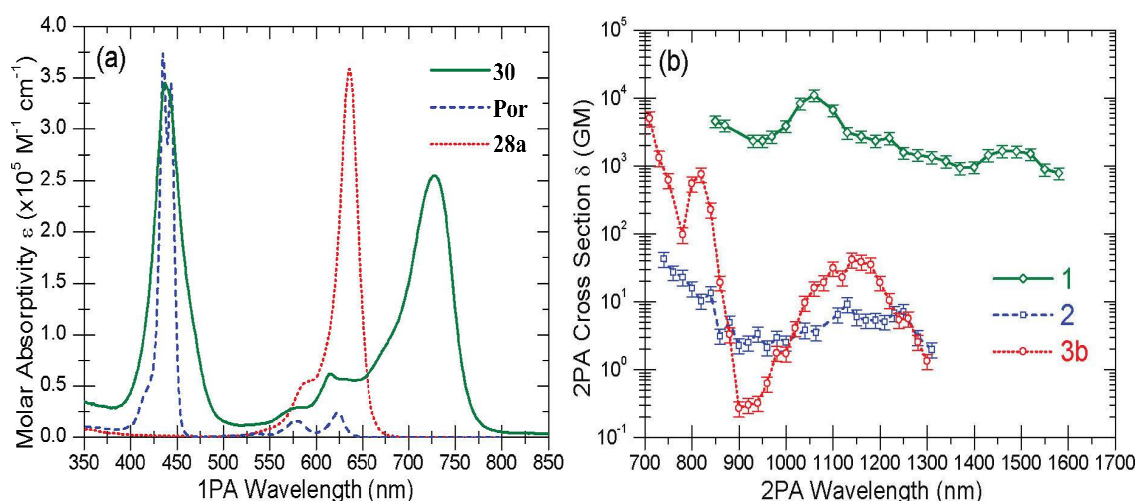 (a)
30
Por
28a
Molar Absorptivity ε (x10⁵ M⁻¹ cm⁻¹)
4.0
3.5
3.0
2.5
2.0
1.5
1.0
0.5
0.0
350 400 450 500 550 600 650 700 750 800 850
1PA Wavelength (nm)
(b)
2PA Cross Section δ (GM)
10⁵
10⁴
10³
10²
10¹
10⁰
10⁻¹
1
2
3b
700 800 900 1000 1100 1200 1300 1400 1500 1600 1700
2PA Wavelength (nm)